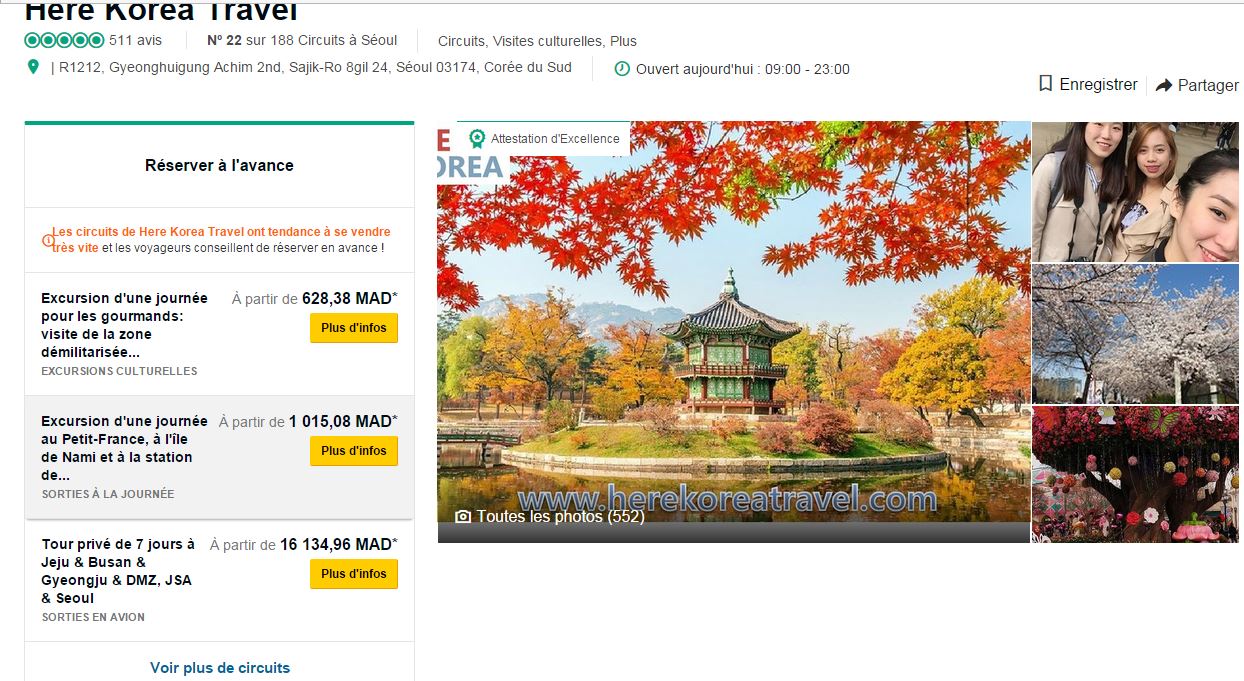 Here Korea Travel
511 avis
Nº 22 sur 188 Circuits à Séoul
Circuits, Visites culturelles, Plus
| R1212, Gyeonghuigung Achim 2nd, Sajik-Ro 8gil 24, Séoul 03174, Corée du Sud
Ouvert aujourd'hui : 09:00 - 23:00
Enregistrer
Partager
Réserver à l'avance
Les circuits de Here Korea Travel ont tendance à se vendre
très vite et les voyageurs conseillent de réserver en avance !
Excursion d'une journée
pour les gourmands:
visite de la zone
démilitarisée...
EXCURSIONS CULTURELLES
À partir de 628,38 MAD*
Plus d'infos
Excursion d'une journée
au Petit-France, à l'île
de Nami et à la station
de...
SORTIES À LA JOURNÉE
À partir de 1 015,08 MAD*
Plus d'infos
Tour privé de 7 jours à
Jeju & Busan &
Gyeongju & DMZ, JSA
& Seoul
SORTIES EN AVION
À partir de 16 134,96 MAD*
Plus d'infos
Voir plus de circuits
Attestation d'Excellence
E
OREA
www.herekoreatravel.com
Toutes les photos (552)